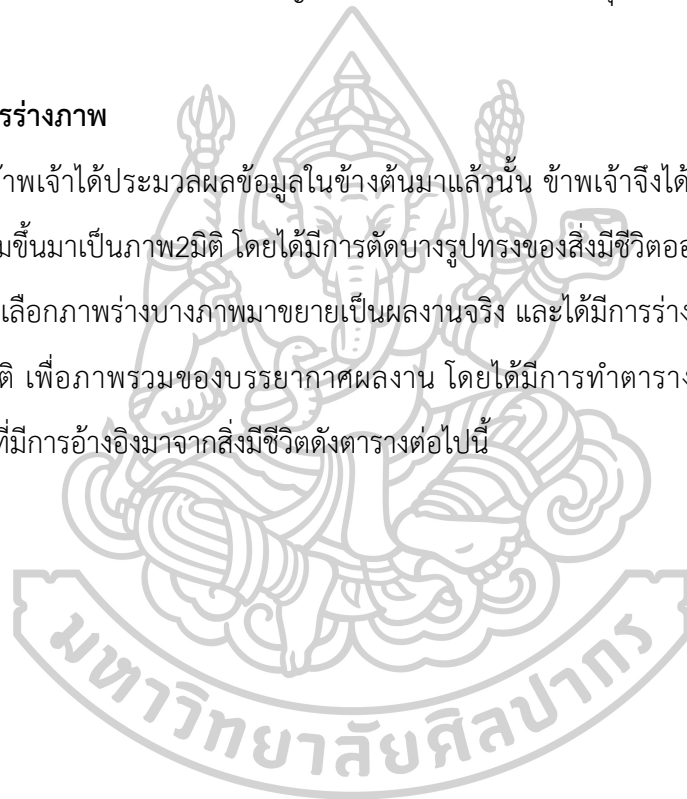 รร่างภาพ
าพเจ้าได้ประมวลผลข้อมูลในข้างต้นมาแล้วนั้น ข้าพเจ้าจึงได้
มขึ้นมาเป็นภาพ2มิติ โดยได้มีการตัดบางรูปทรงของสิ่งมีชีวิตออ
เลือกภาพร่างบางภาพมาขยายเป็นผลงานจริง และได้มีการร่าง
ติ เพื่อภาพรวมของบรรยากาศผลงาน โดยได้มีการทำตาราง
ที่มีการอ้างอิงมาจากสิ่งมีชีวิตดังตารางต่อไปนี้
มหาวิทยาลัยศิลปากร